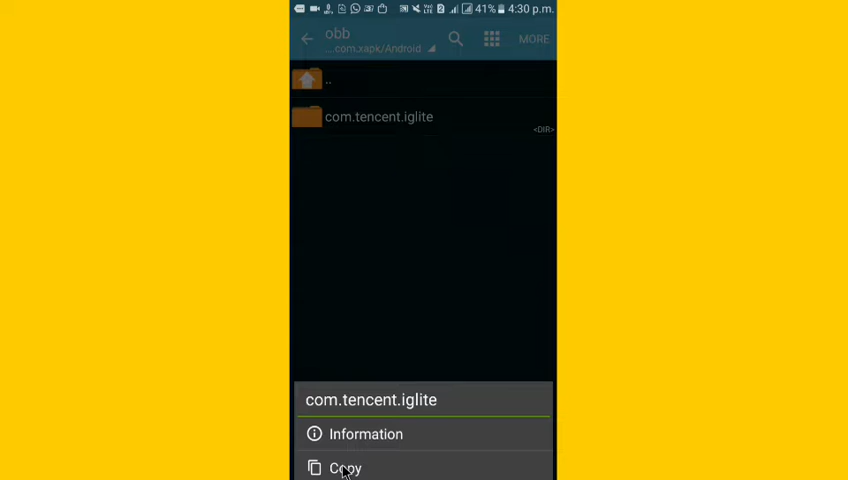 41% 4:30 p.m.
obb
....com.xapk/Android
MORE
..
com.tencent.iglite
<DIR>
com.tencent.iglite
Information
Copy